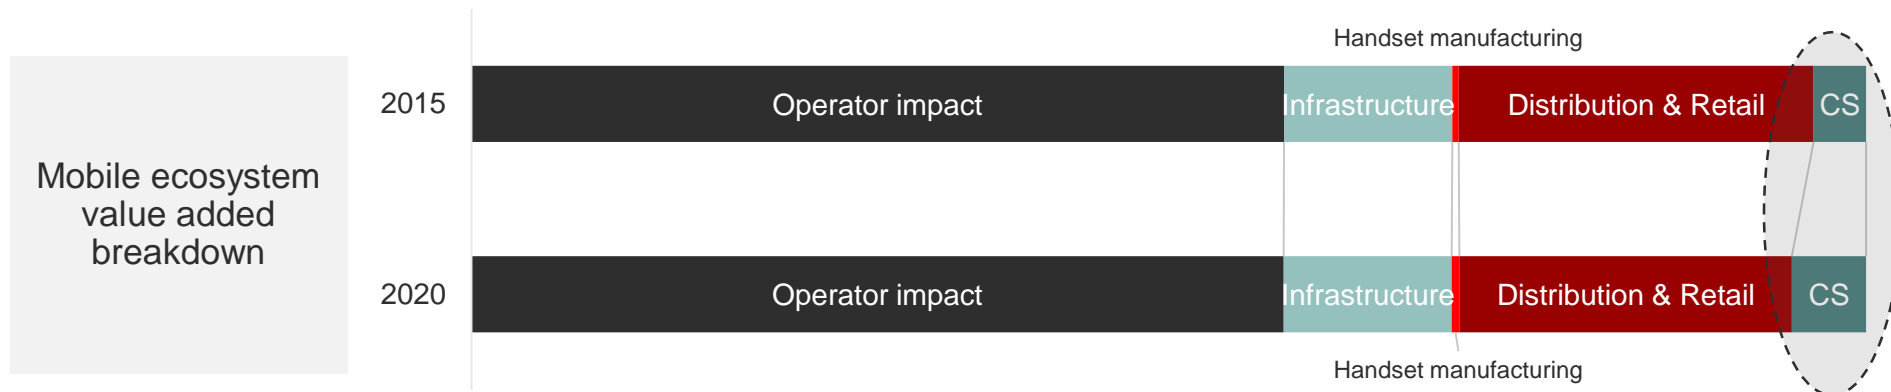 Handset manufacturing
2015
Operator impact
Infrastructure
Distribution & Retail
CS
Mobile ecosystem
value added
breakdown
2020
Operator impact
Infrastructure
Distribution & Retail
CS
Handset manufacturing